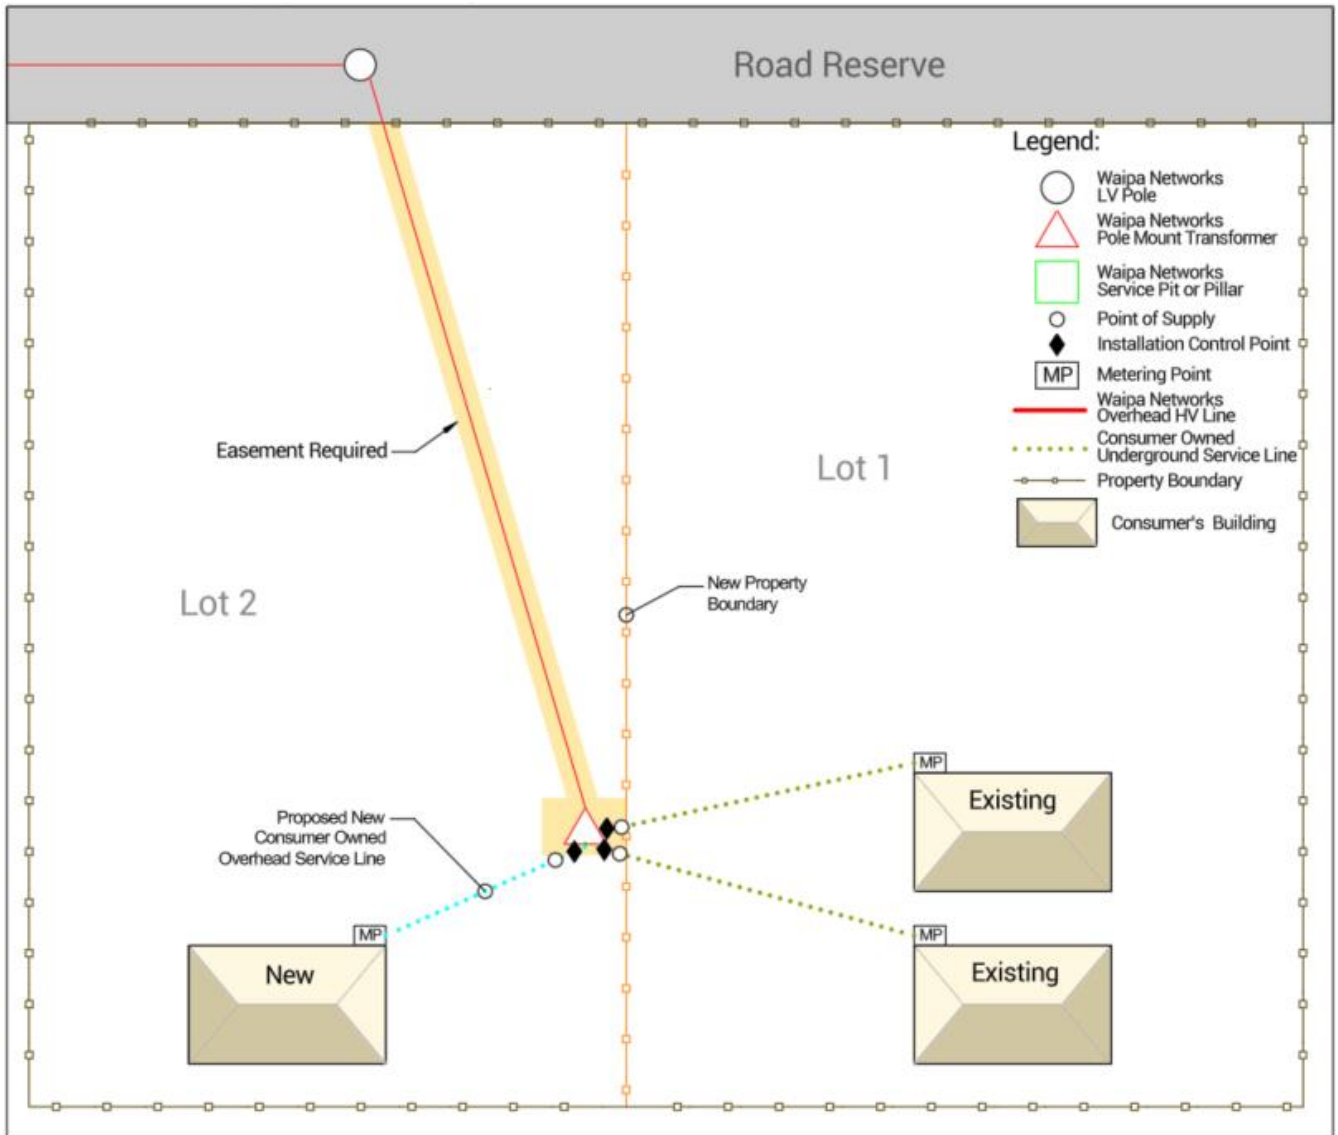 Road Reserve
Legend:
Waipa Networks
LV Pole
Waipa Networks
Pole Mount Transformer
Waipa Networks
Service Pit or Pillar
Point of Supply
Installation Control Point
MP
Metering Point
Waipa Networks
Overhead HV Line
Consumer Owned
Underground Service Line
Property Boundary
Consumer's Building
Easement Required
Lot 1
Lot 2
New Property
Boundary
MP
Existing
Proposed New
Consumer Owned
Overhead Service Line
MP
New
MP
Existing